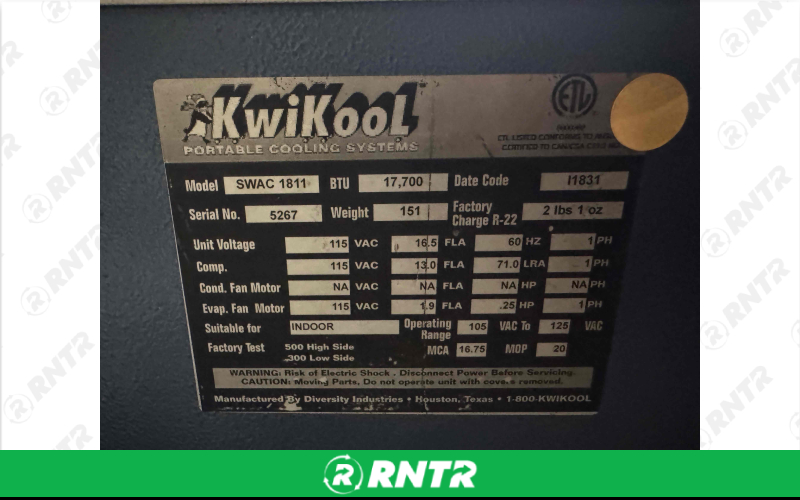 KwiKool
PORTABLE COOLING SYSTEMS
ETL
Model SWAC 1811 BTU 17,700 Date Code I1831
Serial No. 5267 Weight 151 Factory Charge R-22 2 lbs 1 oz
Unit Voltage 115 VAC 16.5 FLA 60 HZ 1 PH
Comp. 115 VAC 13.0 FLA 71.0 LRA 1 PH
Cond. Fan Motor NA VAC NA FLA NA HP NA PH
Evap. Fan Motor 115 VAC 1.9 FLA .25 HP 1 PH
Suitable for INDOOR Operating Range 105 VAC To 125 VAC
Factory Test 500 High Side MCA 16.75 MOP 20
300 Low Side
WARNING: Risk of Electric Shock. Disconnect Power Before Servicing.
CAUTION: Moving Parts, Do not operate unit with covers removed.
Manufactured By Diversity Industries • Houston, Texas • 1-800-KWIKOOL
RNTR